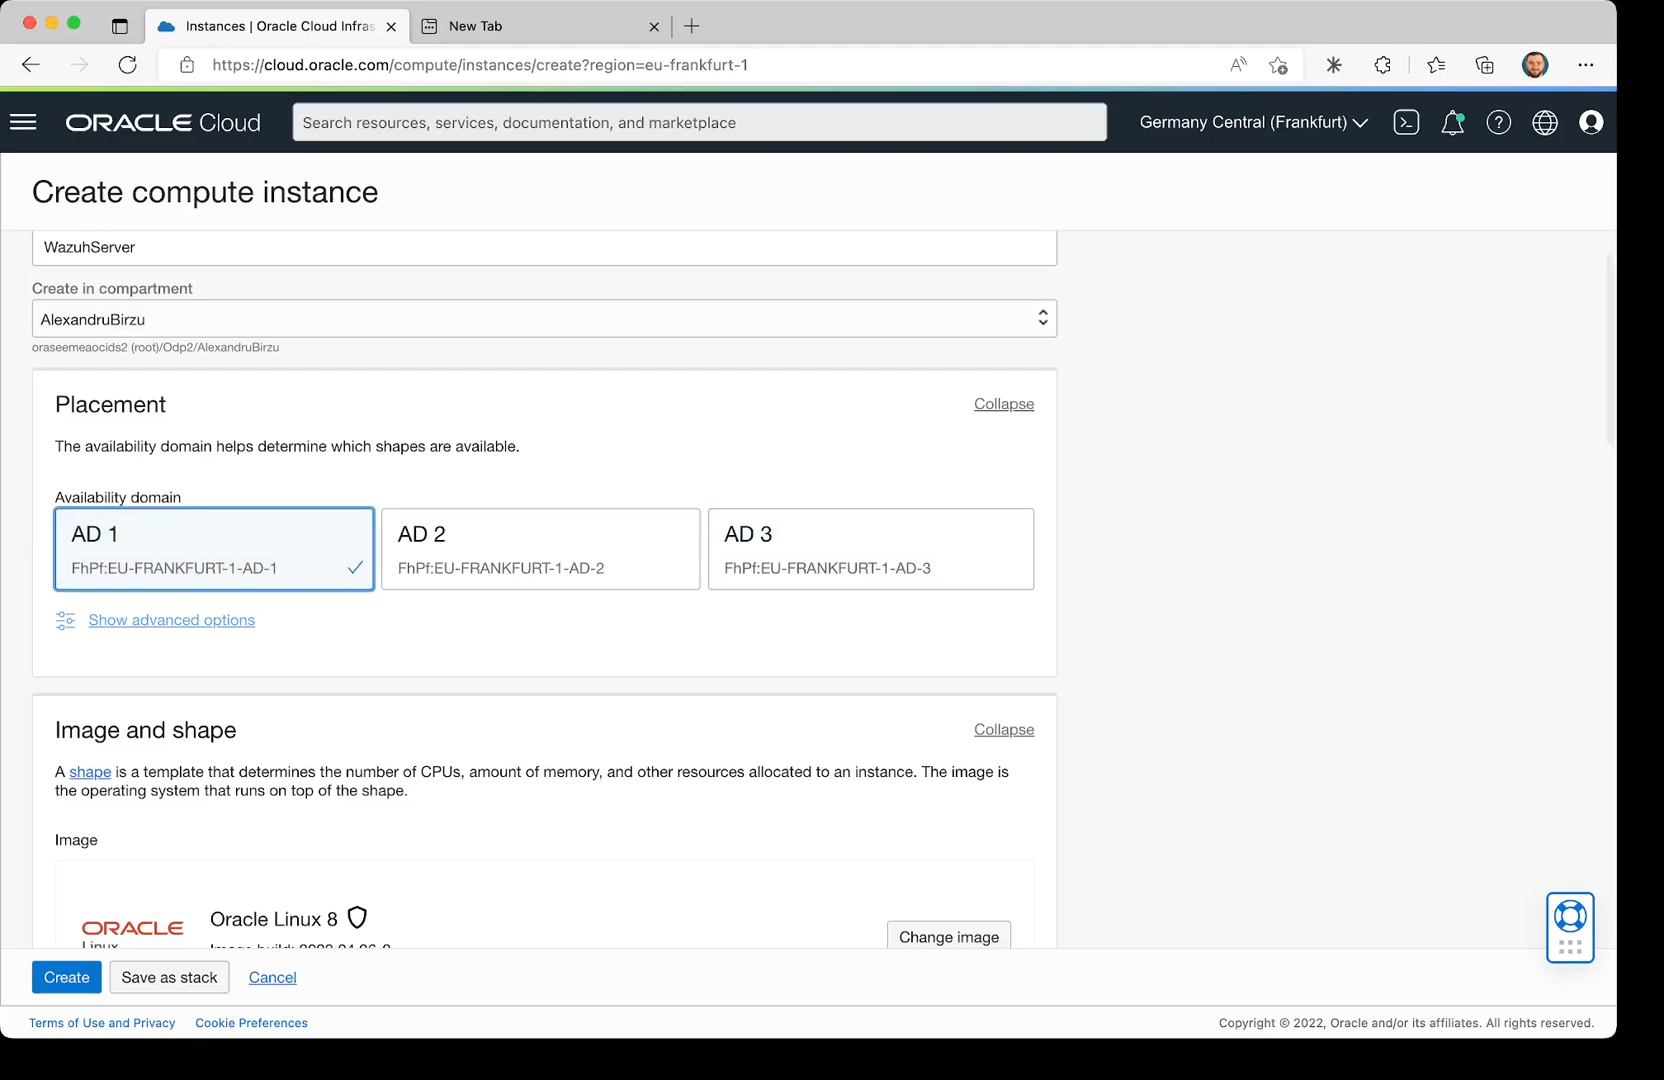 Instances | Oracle Cloud Infras
New Tab
https://cloud.oracle.com/compute/instances/create?region=eu-frankfurt-1
ORACLE Cloud
Search resources, services, documentation, and marketplace
Germany Central (Frankfurt)
Create compute instance
WazuhServer
Create in compartment
AlexandruBirzu
oraseemeaocids2 (root)/Odp2/AlexandruBirzu
Placement
Collapse
The availability domain helps determine which shapes are available.
Availability domain
AD 1
FhPf:EU-FRANKFURT-1-AD-1
AD 2
FhPf:EU-FRANKFURT-1-AD-2
AD 3
FhPf:EU-FRANKFURT-1-AD-3
Show advanced options
Image and shape
Collapse
A shape is a template that determines the number of CPUs, amount of memory, and other resources allocated to an instance. The image is
the operating system that runs on top of the shape.
Image
ORACLE
Linux
Oracle Linux 8
Change image
Create
Save as stack
Cancel
Terms of Use and Privacy
Cookie Preferences
Copyright © 2022, Oracle and/or its affiliates. All rights reserved.